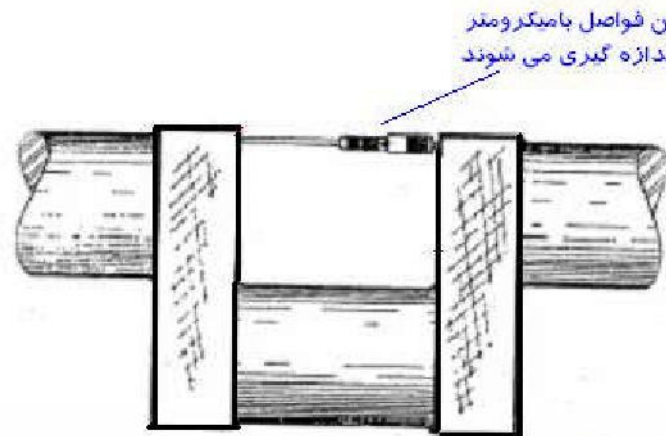 ن فواصل بامیکرومتر
دازه گیری می شوند